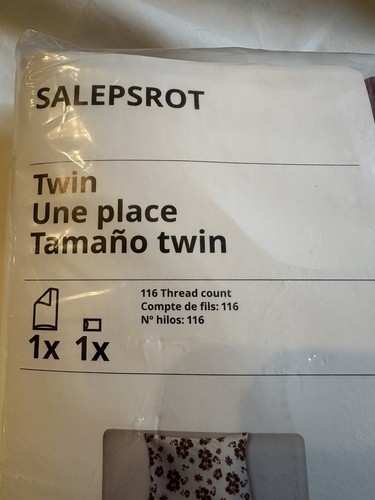 SALEPSROT
Twin
Une place
Tamaño twin
116 Thread count
Compte de fils: 116
Nº hilos: 116
1x 1x